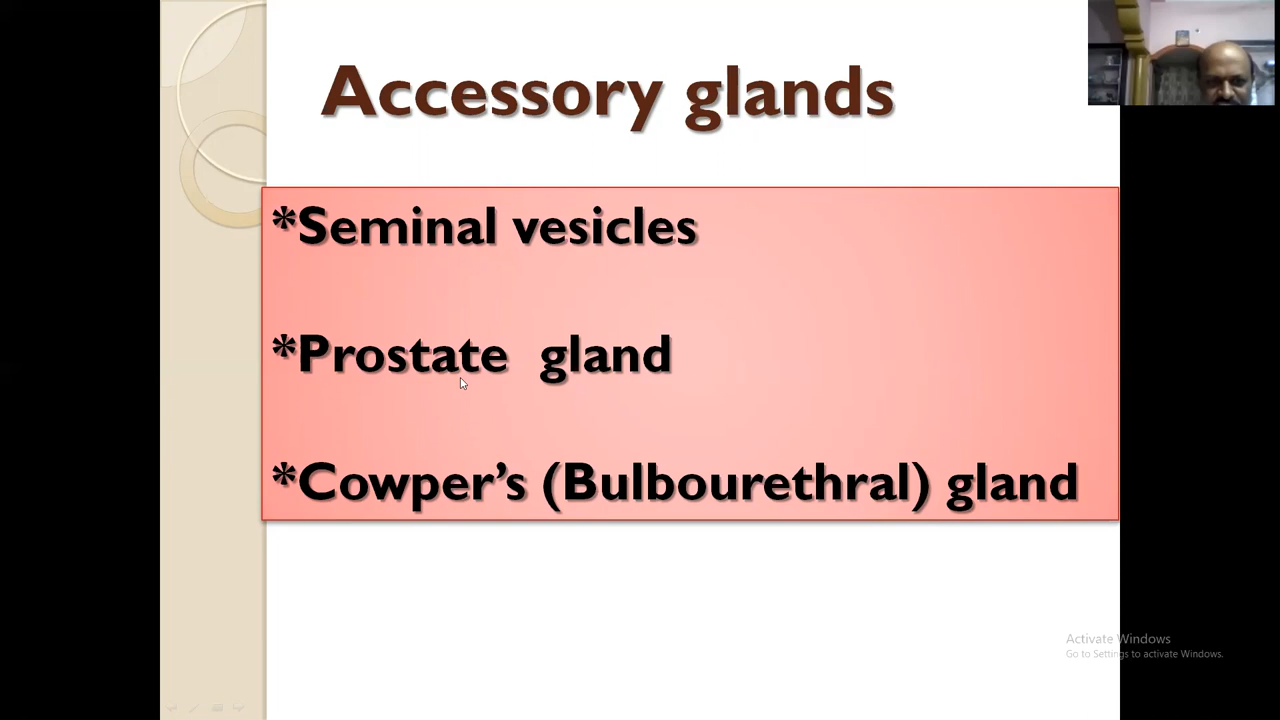 Accessory glands
*Seminal vesicles
*Prostate gland
*Cowper’s (Bulbourethral) gland
Activate Windows
Go to Settings to activate Windows.